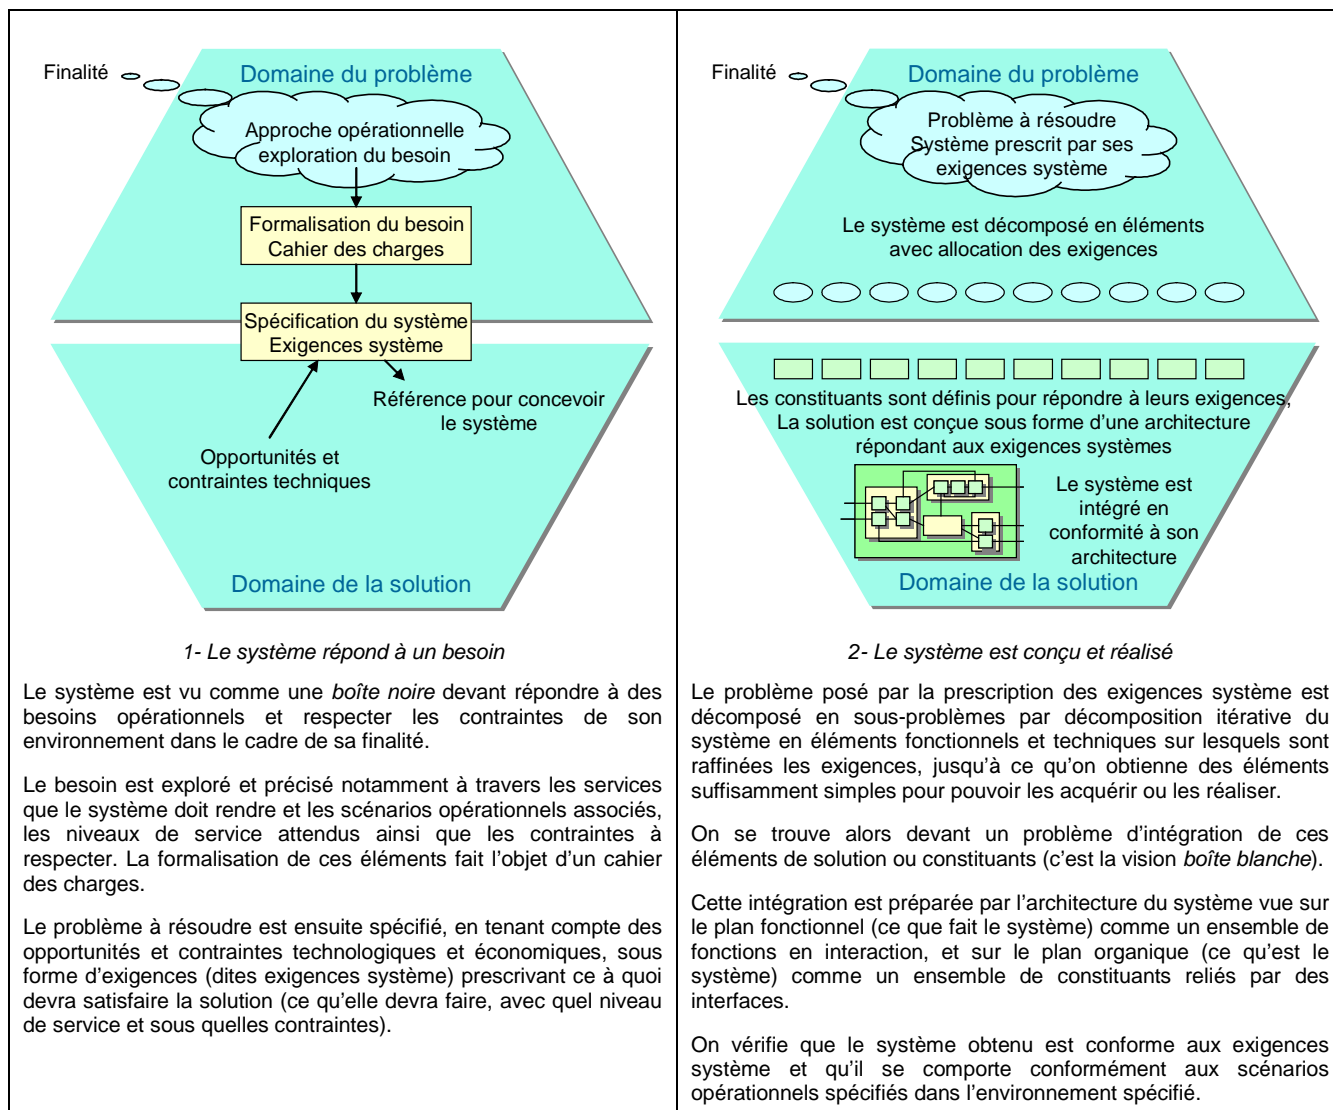 Finalité
Domaine du problème
Approche opérationnelle
exploration du besoin
Formalisation du besoin
Cahier des charges
Spécification du système
Exigences système
Référence pour concevoir
le système
Opportunités et
contraintes techniques
Domaine de la solution
1- Le système répond à un besoin
Le système est vu comme une boîte noire devant répondre à des
besoins opérationnels et respecter les contraintes de son
environnement dans le cadre de sa finalité.
Le besoin est exploré et précisé notamment à travers les services
que le système doit rendre et les scénarios opérationnels associés,
les niveaux de service attendus ainsi que les contraintes à
respecter. La formalisation de ces éléments fait l'objet d'un cahier
des charges.
Le problème à résoudre est ensuite spécifié, en tenant compte des
opportunités et contraintes technologiques et économiques, sous
forme d'exigences (dites exigences système) prescrivant ce à quoi
devra satisfaire la solution (ce qu'elle devra faire, avec quel niveau
de service et sous quelles contraintes).
Finalité
Domaine du problème
Problème à résoudre
Système prescrit par ses
exigences système
Le système est décomposé en éléments
avec allocation des exigences
Les constituants sont définis pour répondre à leurs exigences,
La solution est conçue sous forme d'une architecture
répondant aux exigences systèmes
Le système est
intégré en
conformité à son
architecture
Domaine de la solution
2- Le système est conçu et réalisé
Le problème posé par la prescription des exigences système est
décomposé en sous-problèmes par décomposition itérative du
système en éléments fonctionnels et techniques sur lesquels sont
raffinées les exigences, jusqu'à ce qu'on obtienne des éléments
suffisamment simples pour pouvoir les acquérir ou les réaliser.
On se trouve alors devant un problème d'intégration de ces
éléments de solution ou constituants (c'est la vision boîte blanche).
Cette intégration est préparée par l'architecture du système vue sur
le plan fonctionnel (ce que fait le système) comme un ensemble de
fonctions en interaction, et sur le plan organique (ce qu'est le
système) comme un ensemble de constituants reliés par des
interfaces.
On vérifie que le système obtenu est conforme aux exigences
système et qu'il se comporte conformément aux scénarios
opérationnels spécifiés dans l'environnement spécifié.